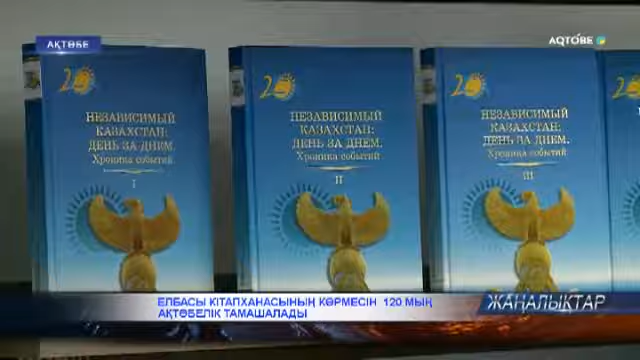 АҚТӨБЕ
AQTÓBE
20
НЕЗАВИСИМЫЙ
КАЗАХСТАН:
ДЕНЬ ЗА ДНЕМ.
Хроника событий
I
20
НЕЗАВИСИМЫЙ
КАЗАХСТАН:
ДЕНЬ ЗА ДНЕМ.
Хроника событий
II
20
НЕЗАВИСИМЫЙ
КАЗАХСТАН:
ДЕНЬ ЗА ДНЕМ.
Хроника событий
III
ЕЛБАСЫ КІТАПХАНАСЫНЫҢ КӨРМЕСІН 120 МЫҢ
АҚТӨБЕЛІК ТАМАШАЛАДЫ
ЖАҢАЛЫҚТАР